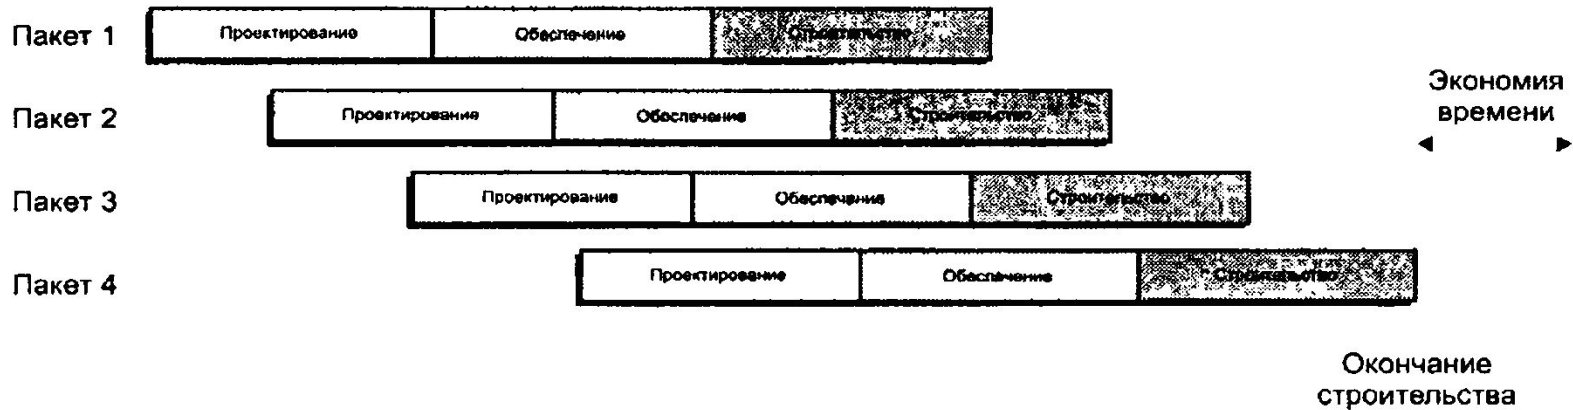 Пакет 1 Проектирование Обеспечение Строительство
Экономия
времени
Пакет 2 Проектирование Обеспечение Строительство
Пакет 3 Проектирование Обеспечение Строительство
Пакет 4 Проектирование Обеспечение Строительство
Окончание
строительства